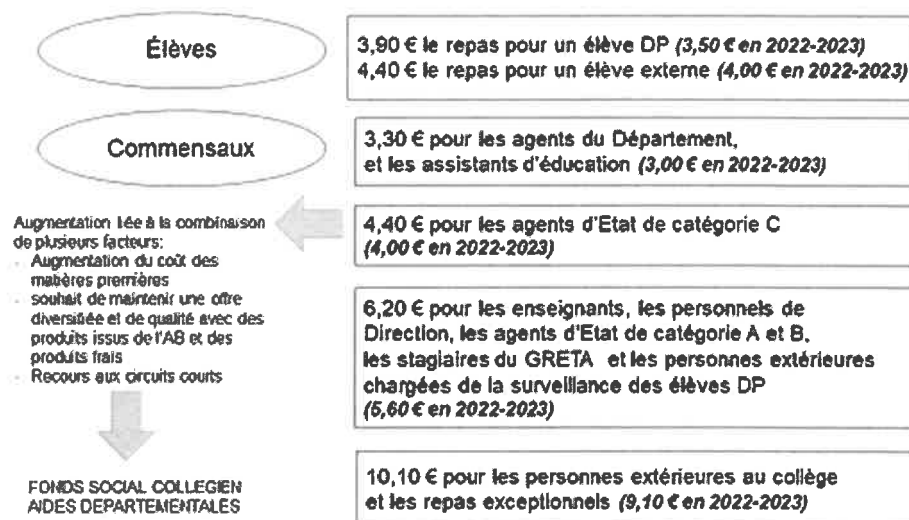 Élèves
3,90 € le repas pour un élève DP (3,50 € en 2022-2023)
4,40 € le repas pour un élève externe (4,00 € en 2022-2023)
Commensaux
3,30 € pour les agents du Département,
et les assistants d'éducation (3,00 € en 2022-2023)
Augmentation liée à la combinaison
de plusieurs facteurs:
- Augmentation du coût des
matières premières
- souhait de maintenir une offre
diversifiée et de qualité avec des
produits issus de l'AB et des
produits frais
- Recours aux circuits courts
4,40 € pour les agents d'Etat de catégorie C
(4,00 € en 2022-2023)
6,20 € pour les enseignants, les personnels de
Direction, les agents d'Etat de catégorie A et B,
les stagiaires du GRETA et les personnes extérieures
chargées de la surveillance des élèves DP
(5,60 € en 2022-2023)
FONDS SOCIAL COLLEGIEN
AIDES DEPARTEMENTALES
10,10 € pour les personnes extérieures au collège
et les repas exceptionnels (9,10 € en 2022-2023)